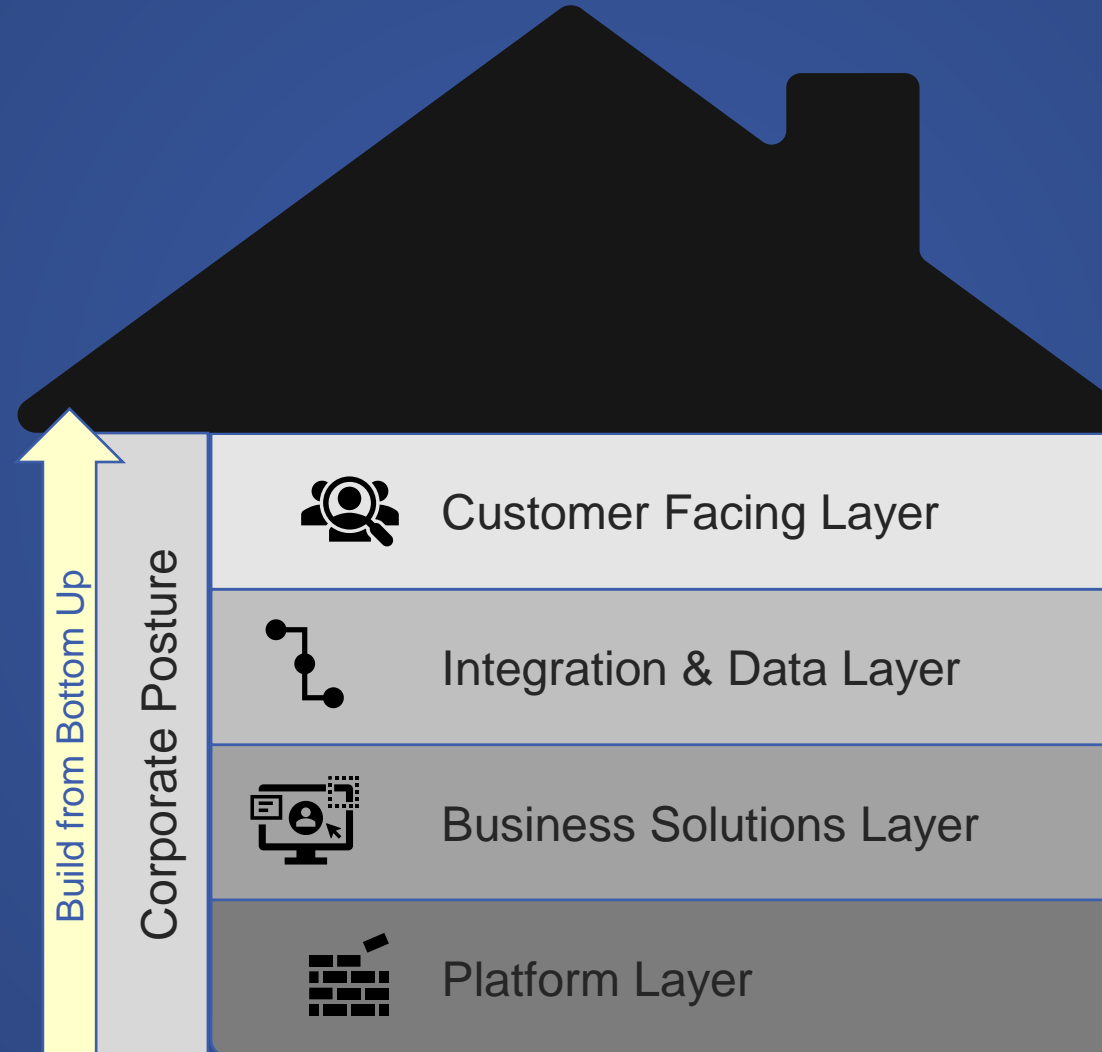 Build from Bottom Up
Corporate Posture
Customer Facing Layer
Integration & Data Layer
Business Solutions Layer
Platform Layer